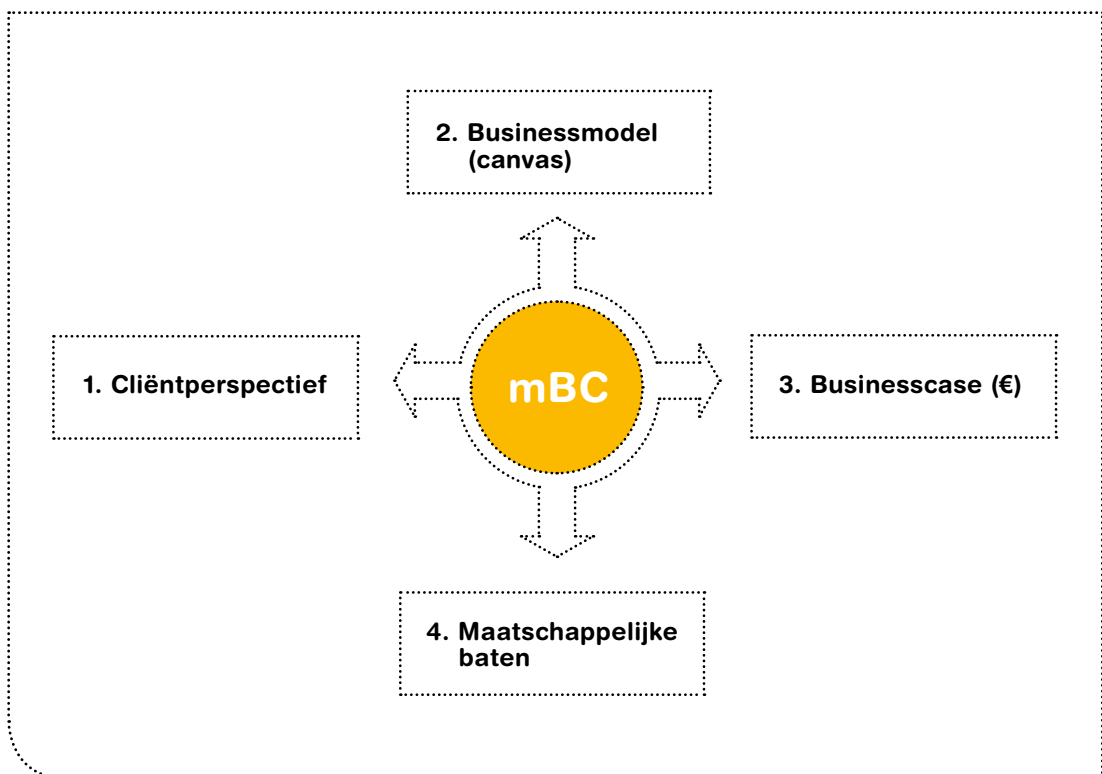 2. Businessmodel
(canvas)
1. Cliëntperspectief
mBC
3. Businesscase (€)
4. Maatschappelijke
baten